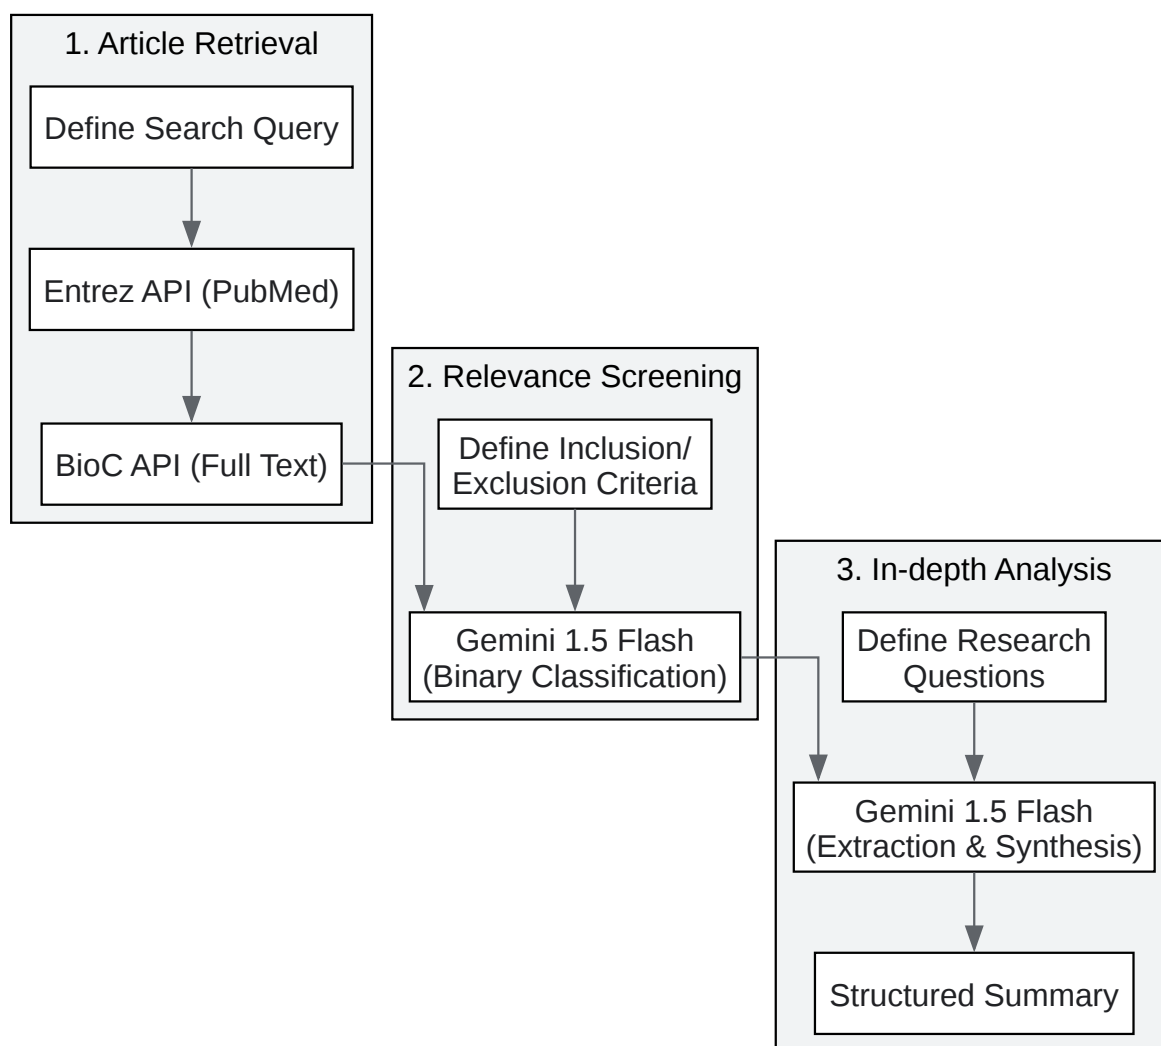 1. Article Retrieval
Define Search Query
Entrez API (PubMed)
BioC API (Full Text)
2. Relevance Screening
Define Inclusion/
Exclusion Criteria
Gemini 1.5 Flash
(Binary Classification)
3. In-depth Analysis
Define Research
Questions
Gemini 1.5 Flash
(Extraction & Synthesis)
Structured Summary